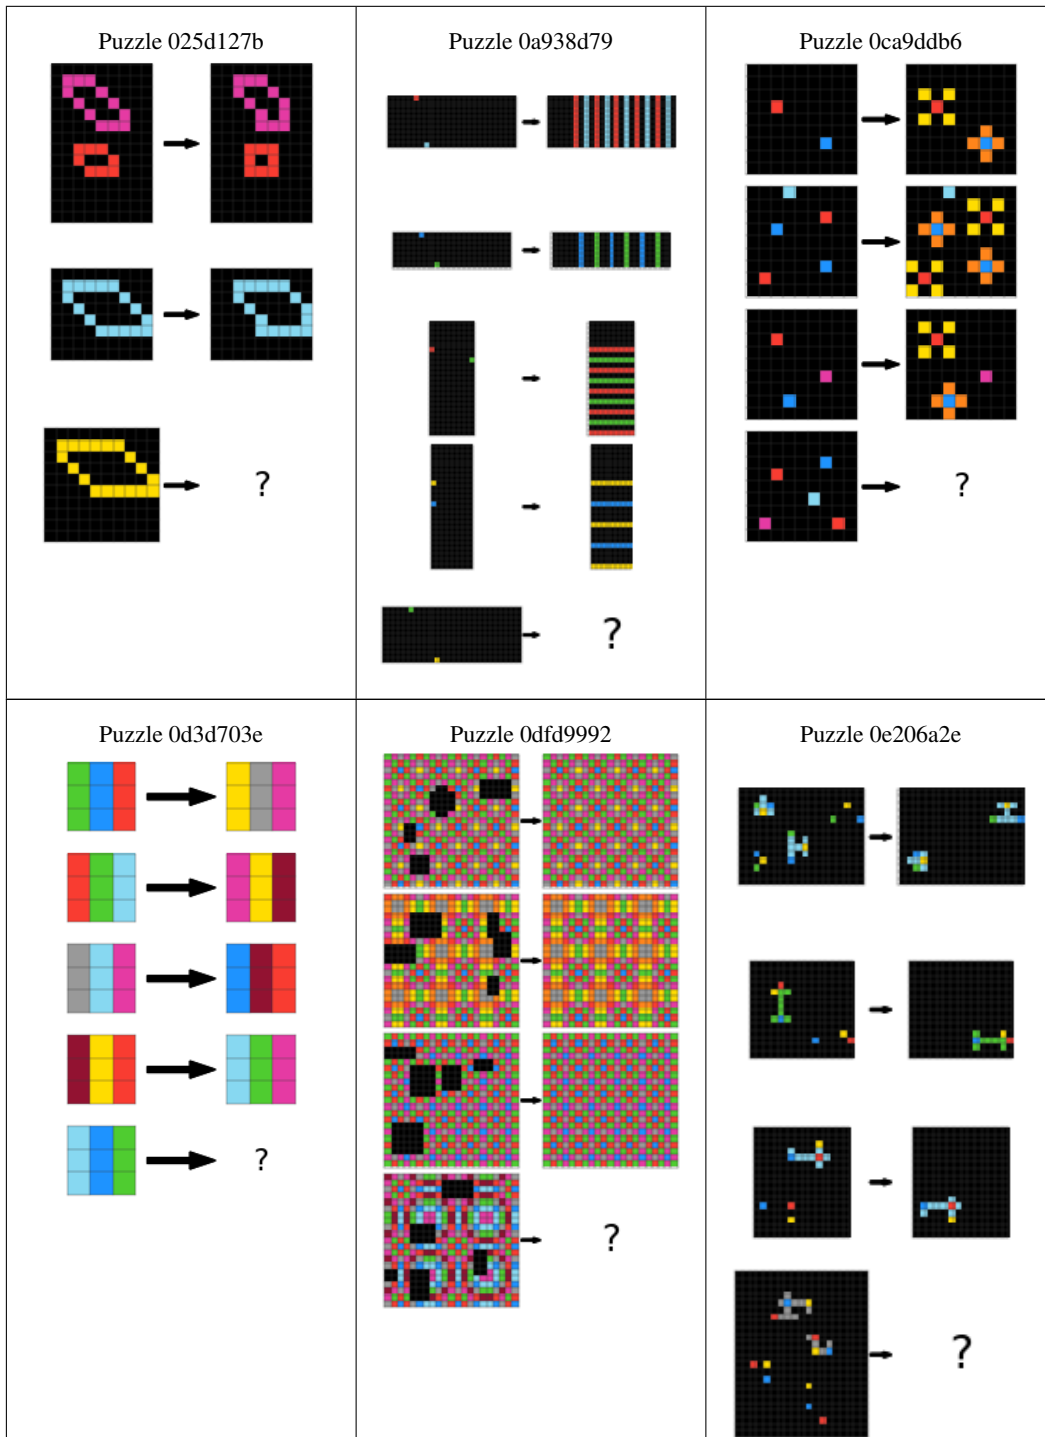 Puzzle 025d127b
Puzzle 0a938d79
Puzzle 0ca9ddb6
?
?
?
Puzzle 0d3d703e
Puzzle 0dfd9992
Puzzle 0e206a2e
?
?
?